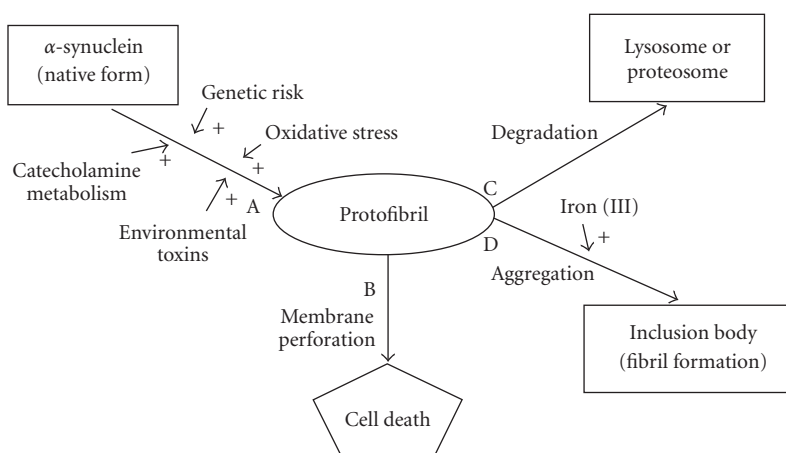 α-synuclein
(native form)
Lysosome or
proteosome
Genetic risk
+
Oxidative stress
+
Degradation
Catecholamine
metabolism
+
+
A
Environmental
toxins
Protofibril
C
D
Iron (III)
+
Aggregation
B
Membrane
perforation
Inclusion body
(fibril formation)
Cell death